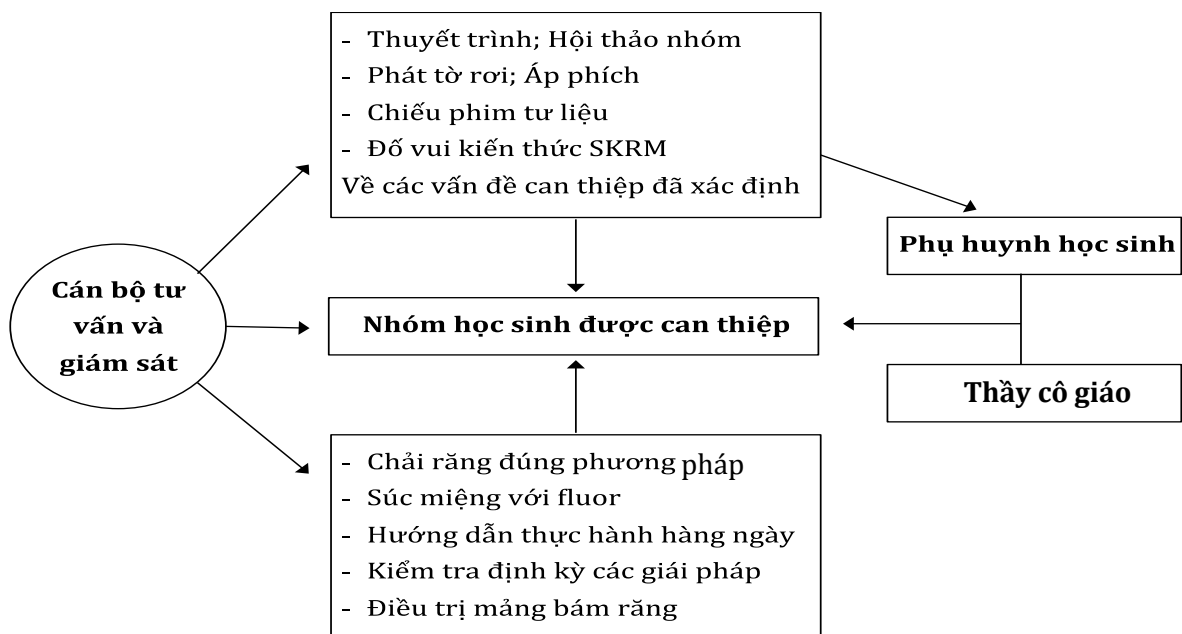 - Thuyết trình; Hội thảo nhóm
- Phát tờ rơi; Áp phích
- Chiếu phim tư liệu
- Đố vui kiến thức SKRM
Về các vấn đề can thiệp đã xác định
Phụ huynh học sinh
Cán bộ tư
vấn và
giám sát
Nhóm học sinh được can thiệp
Thầy cô giáo
- Chải răng đúng phương pháp
- Súc miệng với fluor
- Hướng dẫn thực hành hàng ngày
- Kiểm tra định kỳ các giái pháp
- Điều trị mảng bám răng